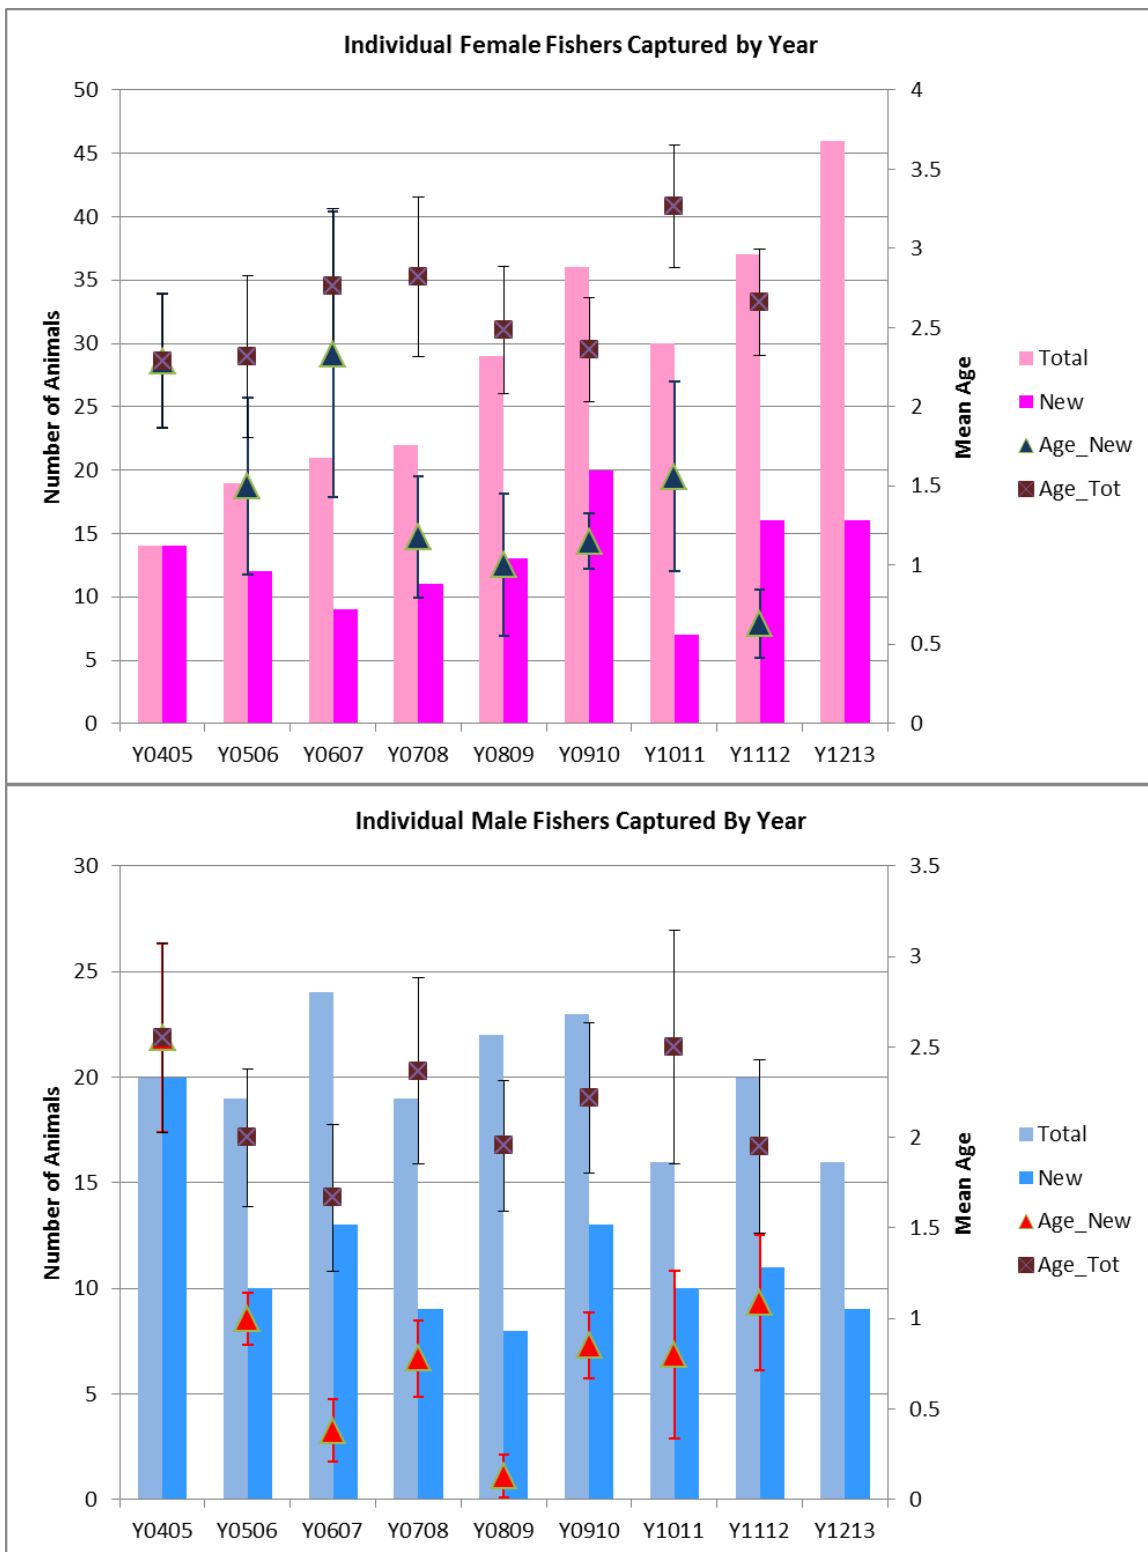 Individual Female Fishers Captured by Year
50
45
40
35
30
25
20
15
10
5
0
Number of Animals
4
3.5
3
2.5
2
1.5
1
0.5
0
Mean Age
Y0405 Y0506 Y0607 Y0708 Y0809 Y0910 Y1011 Y1112 Y1213
Total
New
Age_New
Age_Tot
Individual Male Fishers Captured By Year
30
25
20
15
10
5
0
Number of Animals
3.5
3
2.5
2
1.5
1
0.5
0
Mean Age
Y0405 Y0506 Y0607 Y0708 Y0809 Y0910 Y1011 Y1112 Y1213
Total
New
Age_New
Age_Tot